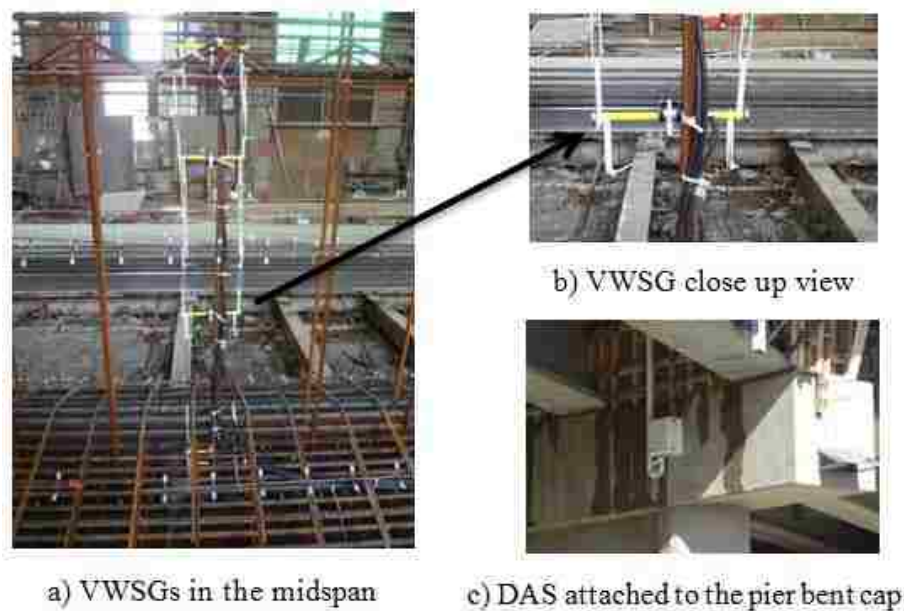 b) VWSG close up view
a) VWSGs in the midspan
c) DAS attached to the pier bent cap